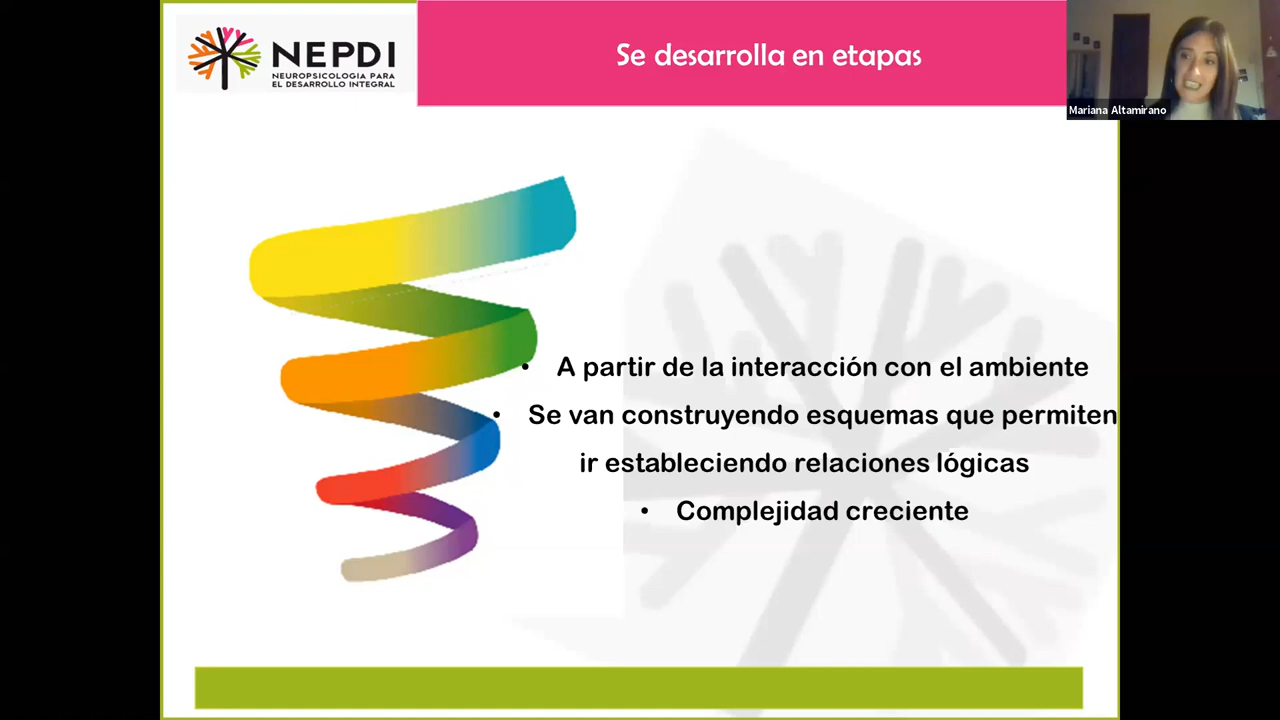 NEPDI
NEUROPSICOLOGÍA PARA
EL DESARROLLO INTEGRAL
Se desarrolla en etapas
Mariana Altamirano
• A partir de la interacción con el ambiente
• Se van construyendo esquemas que permiten
ir estableciendo relaciones lógicas
• Complejidad creciente